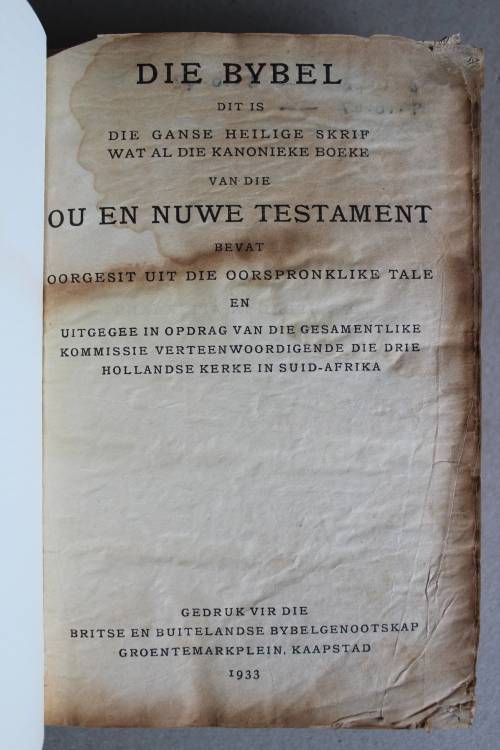 DIE BYBEL
DIT IS
DIE GANSE HEILIGE SKRIF
WAT AL DIE KANONIEKE BOEKE
VAN DIE
OU EN NUWE TESTAMENT
BEVAT
OORGESIT UIT DIE OORSPRONKLIKE TALE
EN
UITGEGEE IN OPDRAG VAN DIE GESAMENTLIKE
KOMMISSIE VERTEENWOORDIGENDE DIE DRIE
HOLLANDSE KERKE IN SUID-AFRIKA
GEDRUK VIR DIE
BRITSE EN BUITELANDSE BYBELGENOOTSKAP
GROENTEMARKPLEIN, KAAPSTAD
1933